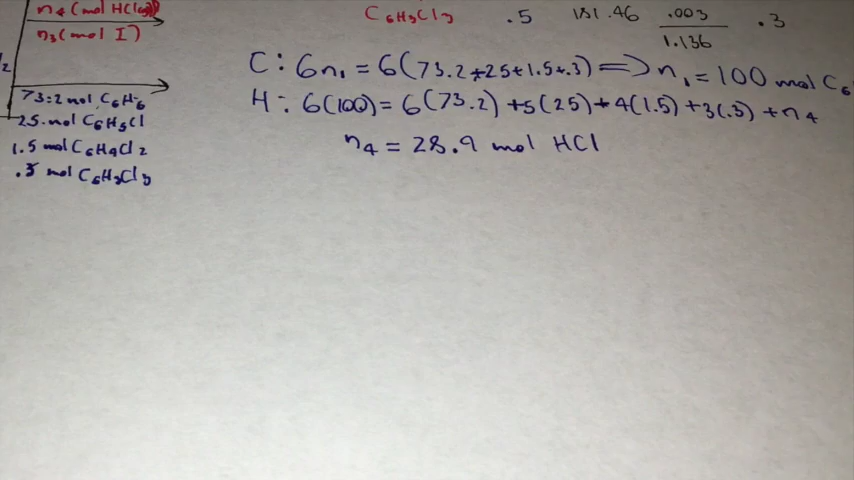 n4 (mol HCl(g))
n3 (mol I)
C6H3Cl3 .5 181.46 .003/1.136 .3
2
73.2 mol C6H6
25. mol C6H5Cl
1.5 mol C6H4Cl2
.3 mol C6H3Cl3
C: 6n1 = 6(73.2+25+1.5+.3) => n1 = 100 mol C6
H: 6(100) = 6(73.2) + 5(25) + 4(1.5) + 3(.3) + n4
n4 = 28.9 mol HCl